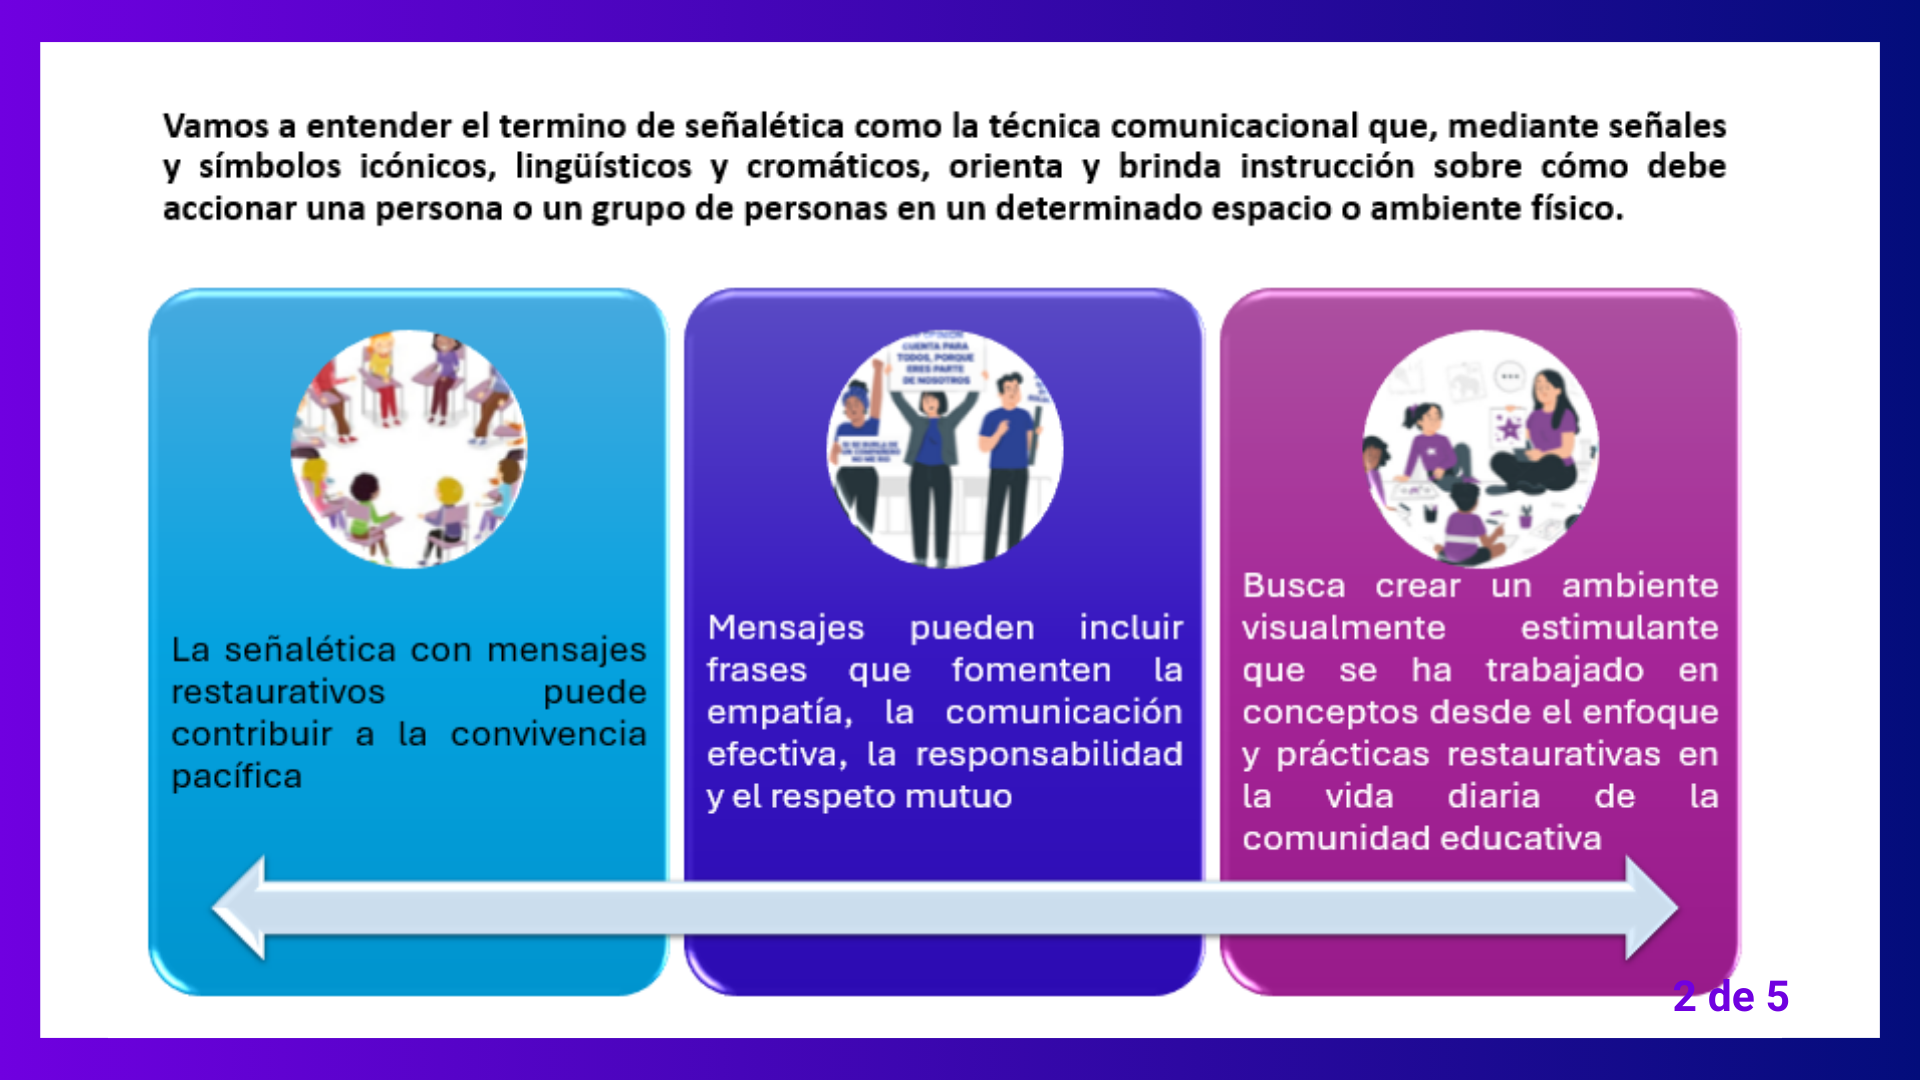 Vamos a entender el termino de señalética como la técnica comunicacional que, mediante señales
y símbolos icónicos, lingüísticos y cromáticos, orienta y brinda instrucción sobre cómo debe
accionar una persona o un grupo de personas en un determinado espacio o ambiente físico.
CUENTA PARA
TODOS, PORQUE
ERES PARTE
DE NOSOTROS
La señalética con mensajes
restaurativos puede
contribuir a la convivencia
pacífica
Mensajes pueden incluir
frases que fomenten la
empatía, la comunicación
efectiva, la responsabilidad
y el respeto mutuo
Busca crear un ambiente
visualmente estimulante
que se ha trabajado en
conceptos desde el enfoque
y prácticas restaurativas en
la vida diaria de la
comunidad educativa
2 de 5